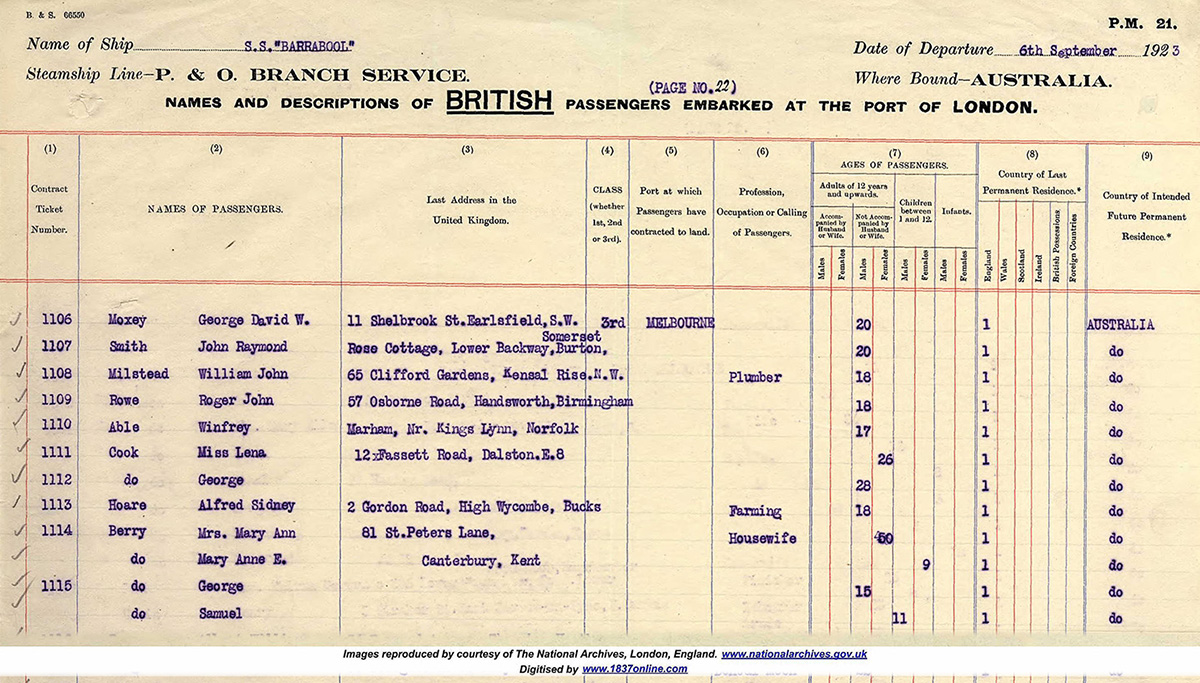 B. & S. 66550
P.M. 21.
Name of Ship S.S."BARRABOOL" Date of Departure 6th September 1923
Steamship Line-P. & O. BRANCH SERVICE. Where Bound-AUSTRALIA.
(PAGE NO.22)
NAMES AND DESCRIPTIONS OF BRITISH PASSENGERS EMBARKED AT THE PORT OF LONDON.
(1) (2) (3) (4) (5) (6) (7) (8) (9)
Contract Ticket Number.
NAMES OF PASSENGERS.
Last Address in the United Kingdom.
CLASS (whether 1st, 2nd or 3rd).
Port at which Passengers have contracted to land.
Profession, Occupation or Calling of Passengers.
AGES OF PASSENGERS.
Adults of 12 years and upwards.
Accompanied by Husband or Wife.
Not Accompanied by Husband or Wife.
Children between 1 and 12.
Infants.
Males Females Males Females Males Females Males Females
Country of Last Permanent Residence.*
England Wales Scotland Ireland British Possessions Foreign Countries
Country of Intended Future Permanent Residence.*
1106 Moxey George David W. 11 Shelbrook St.Earlsfield,S.W. 3rd MELBOURNE 20 1 AUSTRALIA
Somerset
1107 Smith John Raymond Rose Cottage, Lower Backway,Burton, 20 1 do
1108 Milstead William John 65 Clifford Gardens, Kensal Rise.N.W. Plumber 18 1 do
1109 Rowe Roger John 57 Osborne Road, Handsworth,Birmingham 18 1 do
1110 Able Winfrey Marham, Nr. Kings Lynn, Norfolk 17 1 do
1111 Cook Miss Lena 12 Fassett Road, Dalston.E.8 26 1 do
1112 do George 28 1 do
1113 Hoare Alfred Sidney 2 Gordon Road, High Wycombe, Bucks Farming 18 1 do
1114 Berry Mrs. Mary Ann 81 St.Peters Lane, Housewife 1 do
do Mary Anne E. Canterbury, Kent 9 1 do
1115 do George 15 1 do
do Samuel 11 1 do
Images reproduced by courtesy of The National Archives, London, England. www.nationalarchives.gov.uk
Digitised by www.1837online.com